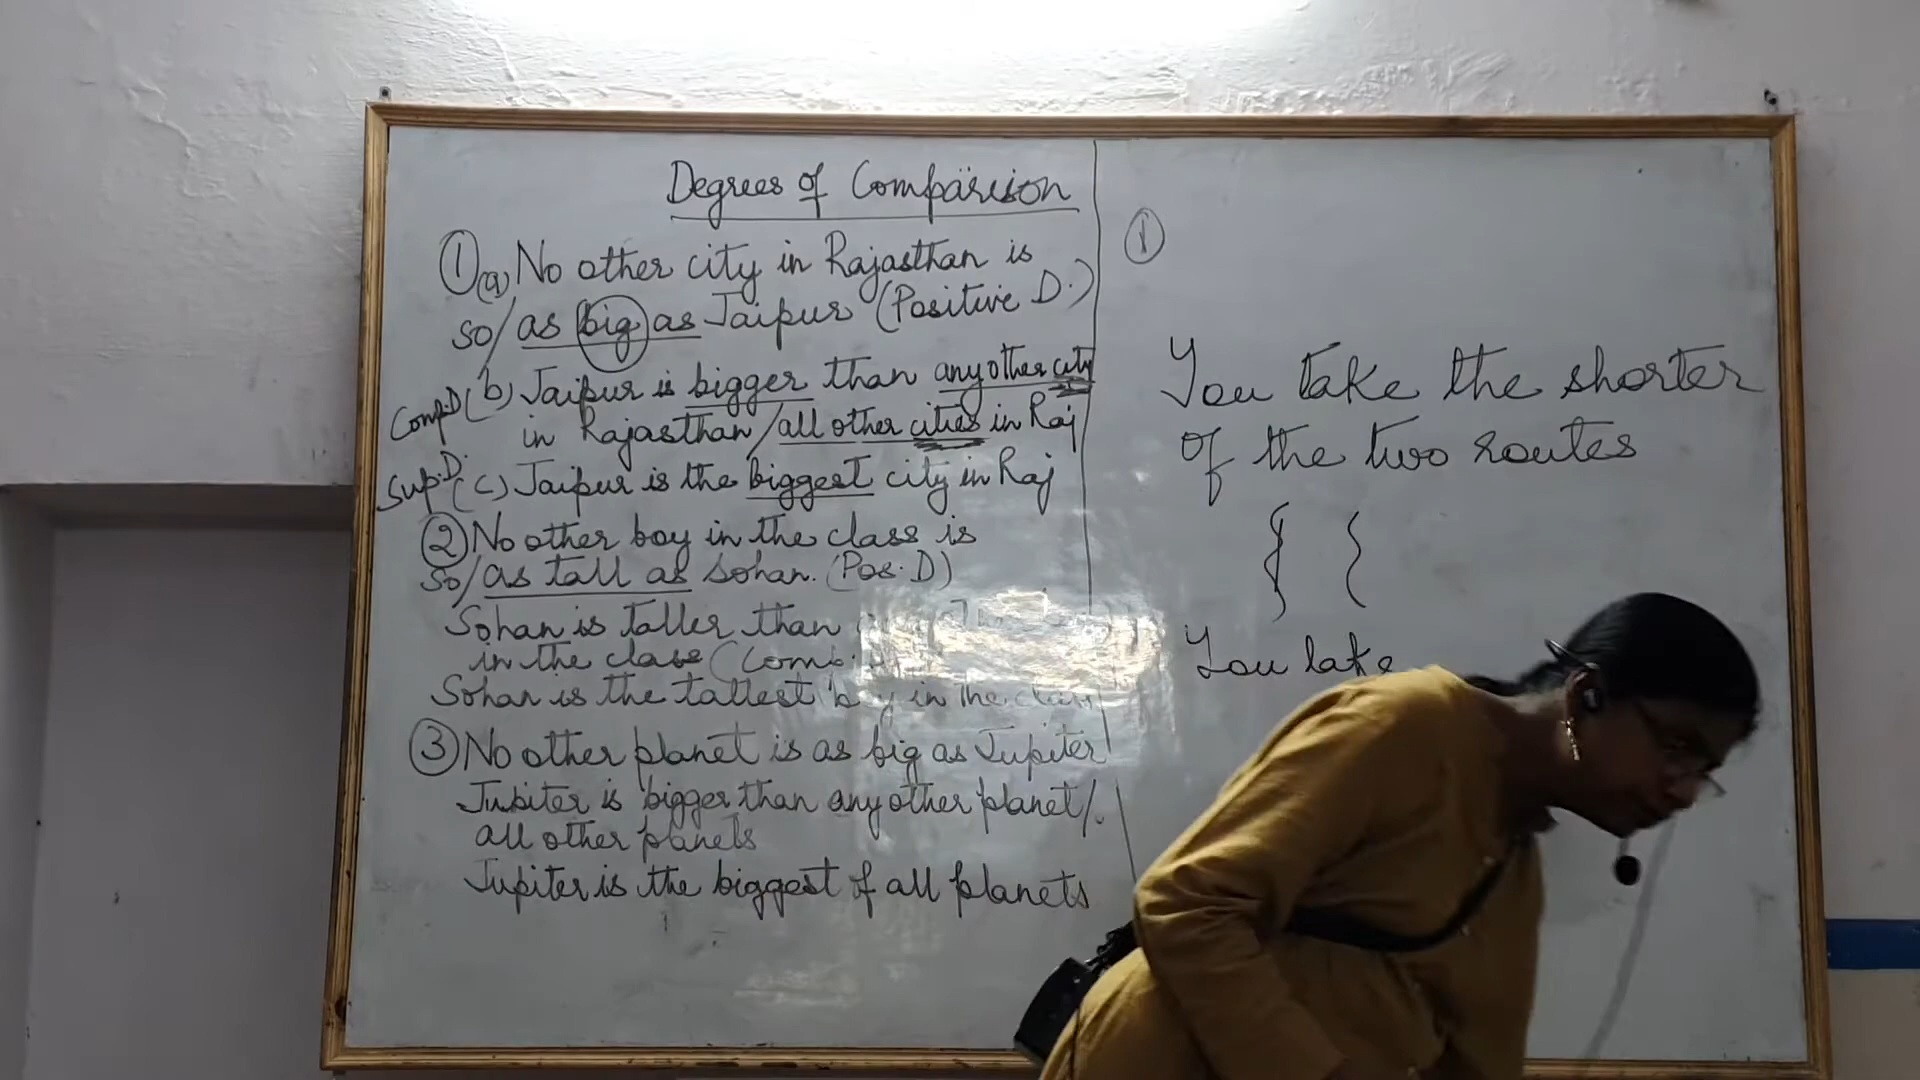 Degrees of Comparision
① (a) No other city in Rajasthan is
so/as big as Jaipur (Positive D.)
Comp.D (b) Jaipur is bigger than any other city
in Rajasthan/all other cities in Raj
Sup.D. (c) Jaipur is the biggest city in Raj
② No other boy in the class is
so/as tall as Sohan. (Pos. D)
Sohan is taller than
in the class (Comp.
Sohan is the tallest boy in the class
③ No other planet is as big as Jupiter
Jupiter is bigger than any other planet/
all other planets
Jupiter is the biggest of all planets
①
You take the shorter
of the two routes
You take